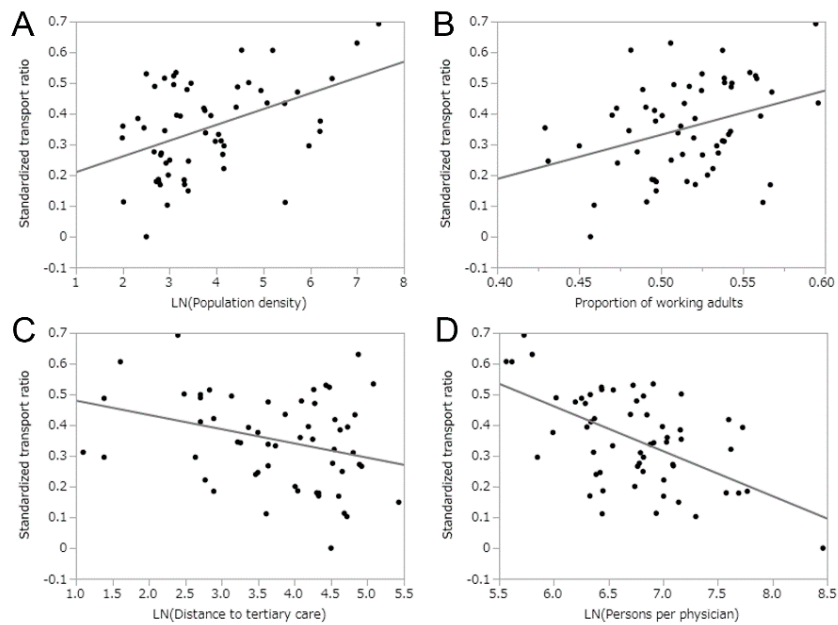 A
B
0.7
0.6
0.5
0.4
0.3
0.2
0.1
0
-0.1
Standardized transport ratio
1 2 3 4 5 6 7 8
LN(Population density)
0.7
0.6
0.5
0.4
0.3
0.2
0.1
0
-0.1
Standardized transport ratio
0.40 0.45 0.50 0.55 0.60
Proportion of working adults
C
D
0.7
0.6
0.5
0.4
0.3
0.2
0.1
0
-0.1
Standardized transport ratio
1.0 1.5 2.0 2.5 3.0 3.5 4.0 4.5 5.0 5.5
LN(Distance to tertiary care)
0.7
0.6
0.5
0.4
0.3
0.2
0.1
0
-0.1
Standardized transport ratio
5.5 6.0 6.5 7.0 7.5 8.0 8.5
LN(Persons per physician)